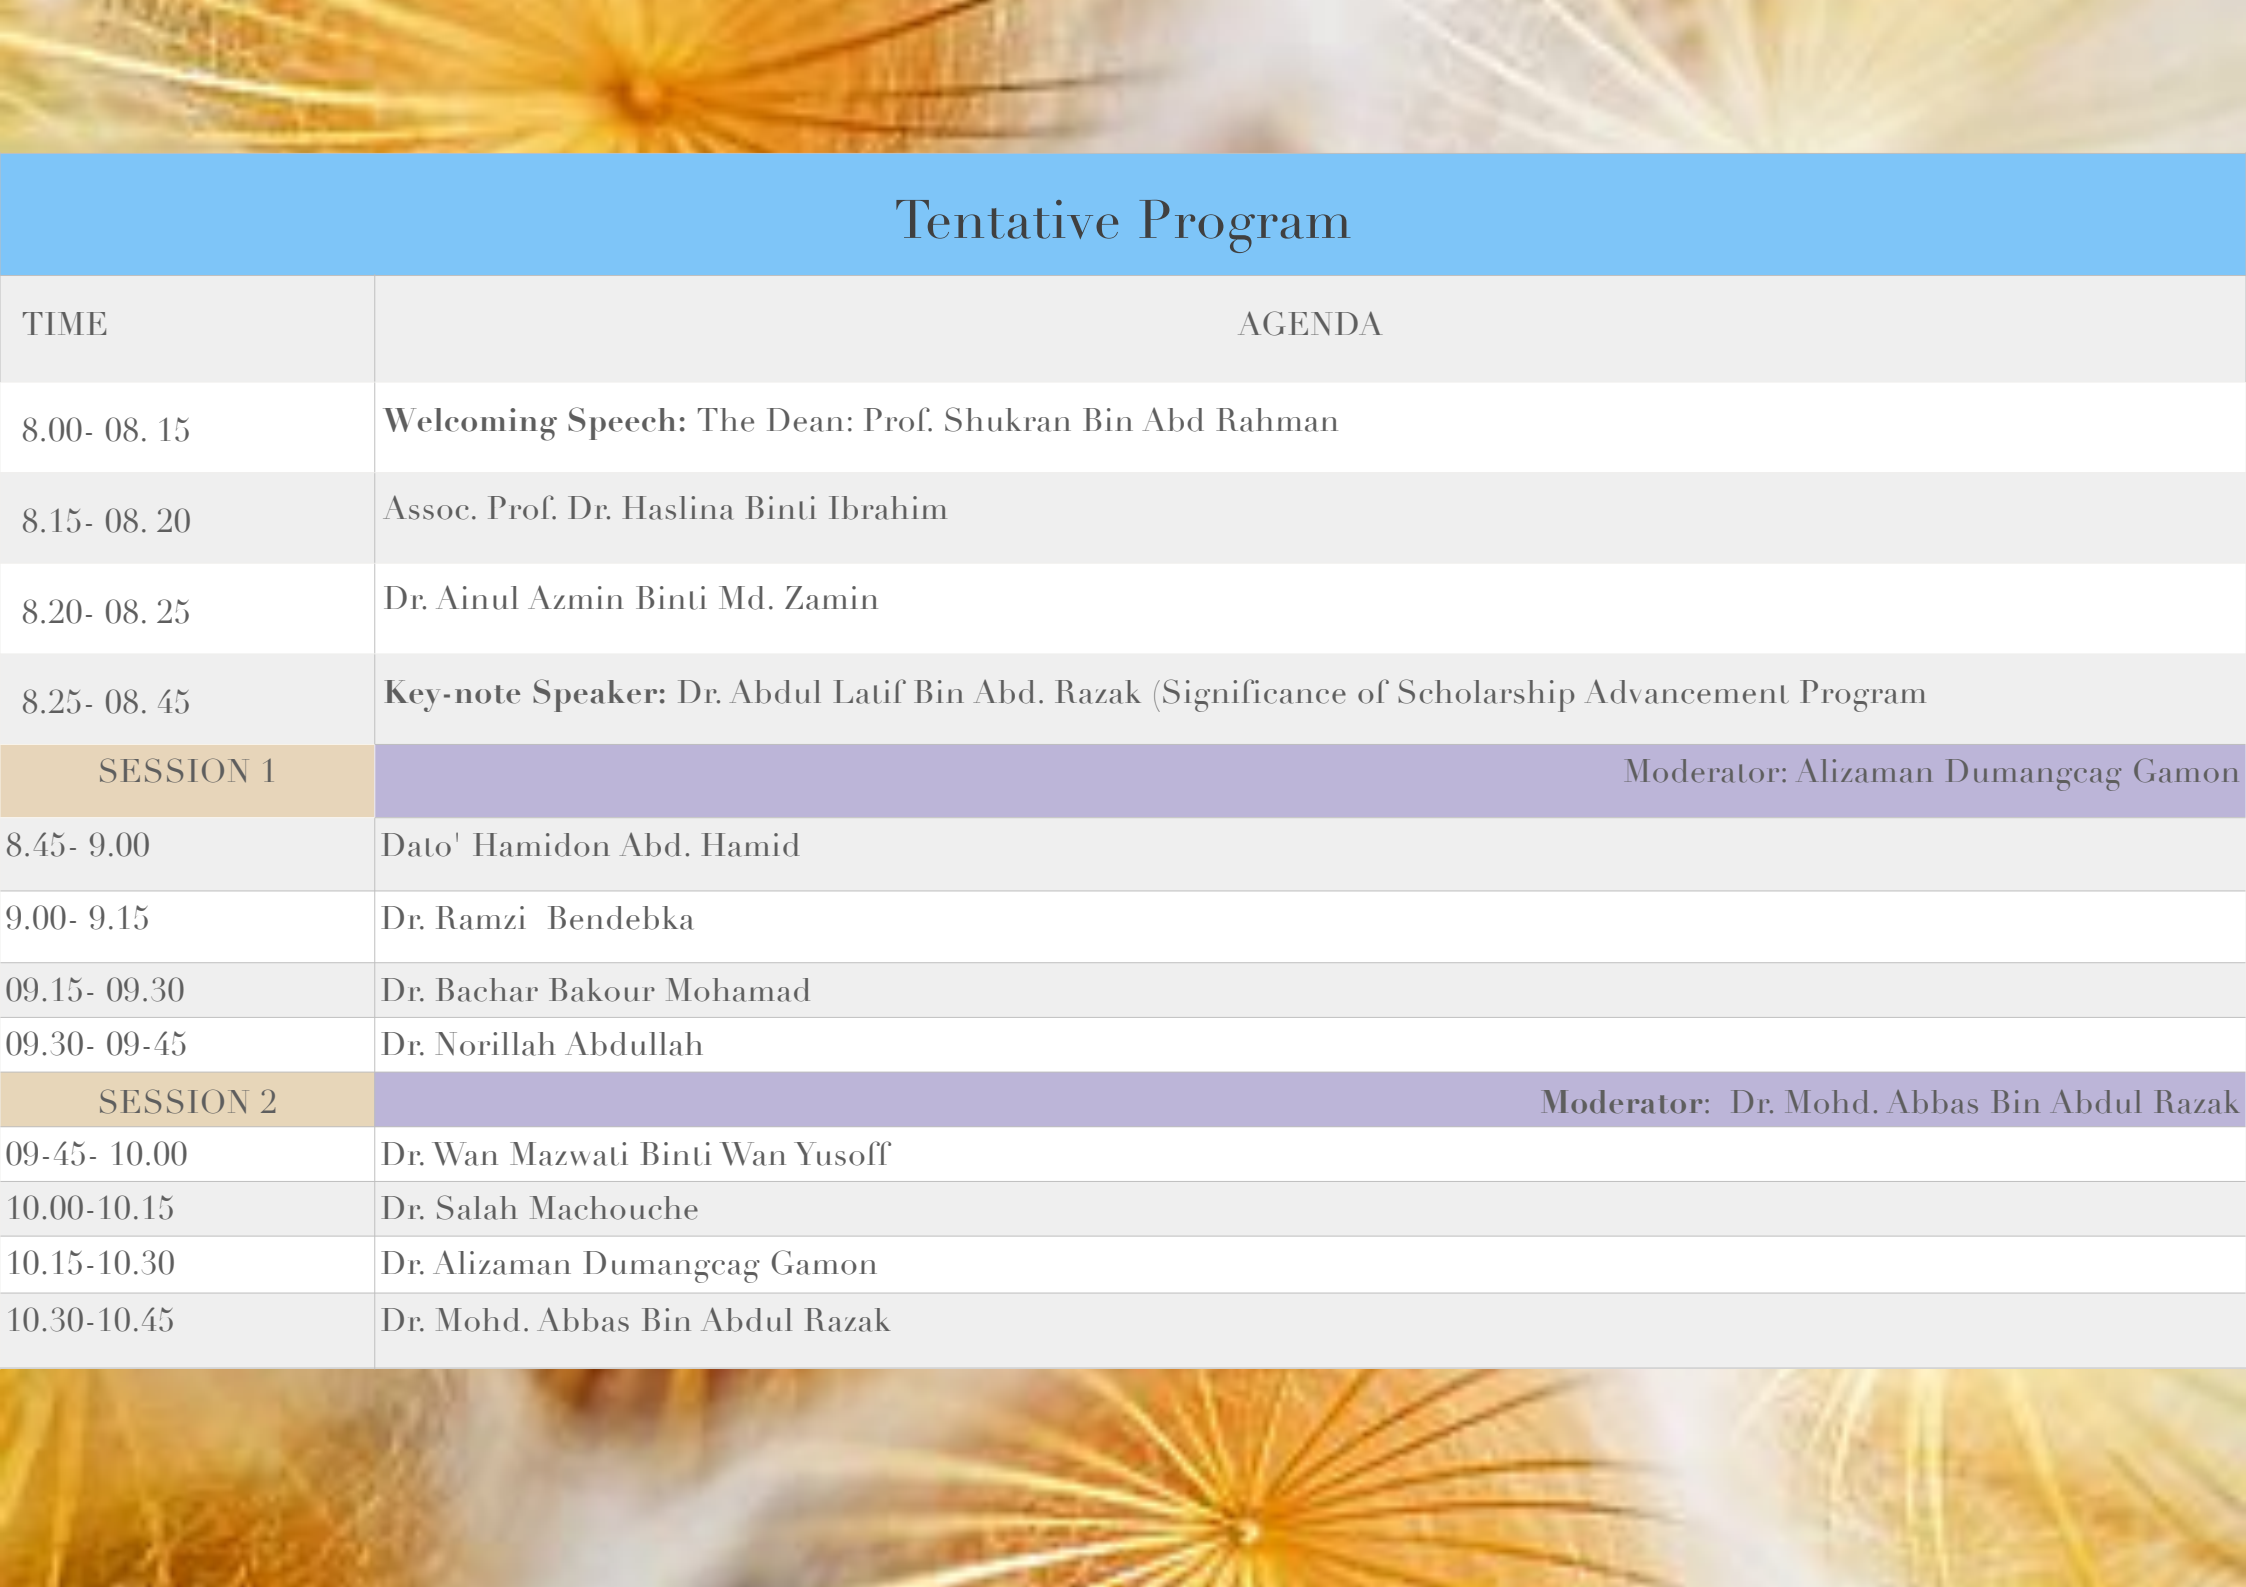 Tentative Program
TIME AGENDA
8.00- 08. 15 Welcoming Speech: The Dean: Prof. Shukran Bin Abd Rahman
8.15- 08. 20 Assoc. Prof. Dr. Haslina Binti Ibrahim
8.20- 08. 25 Dr. Ainul Azmin Binti Md. Zamin
8.25- 08. 45 Key-note Speaker: Dr. Abdul Latif Bin Abd. Razak (Significance of Scholarship Advancement Program
SESSION 1 Moderator: Alizaman Dumangcag Gamon
8.45- 9.00 Dato' Hamidon Abd. Hamid
9.00- 9.15 Dr. Ramzi  Bendebka
09.15- 09.30 Dr. Bachar Bakour Mohamad
09.30- 09-45 Dr. Norillah Abdullah
SESSION 2 Moderator:  Dr. Mohd. Abbas Bin Abdul Razak
09-45- 10.00 Dr. Wan Mazwati Binti Wan Yusoff
10.00-10.15 Dr. Salah Machouche
10.15-10.30 Dr. Alizaman Dumangcag Gamon
10.30-10.45 Dr. Mohd. Abbas Bin Abdul Razak